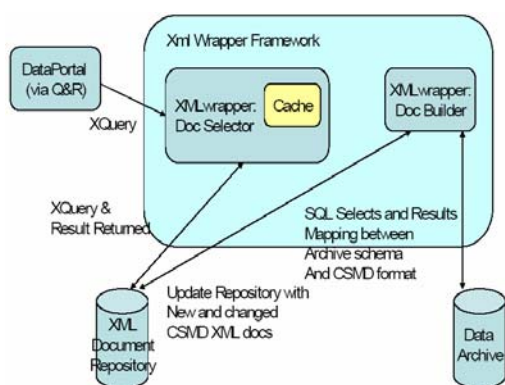 Xml Wrapper Framework
DataPortal
(via Q&R)
XQuery
XMLwrapper:
Doc Selector
Cache
XMLwrapper:
Doc Builder
XQuery &
Result Returned
SQL Selects and Results
Mapping between
Archive schema
And CSMD format
Update Repository with
New and changed
CSMD XML docs
XML
Document
Repository
Data
Archive